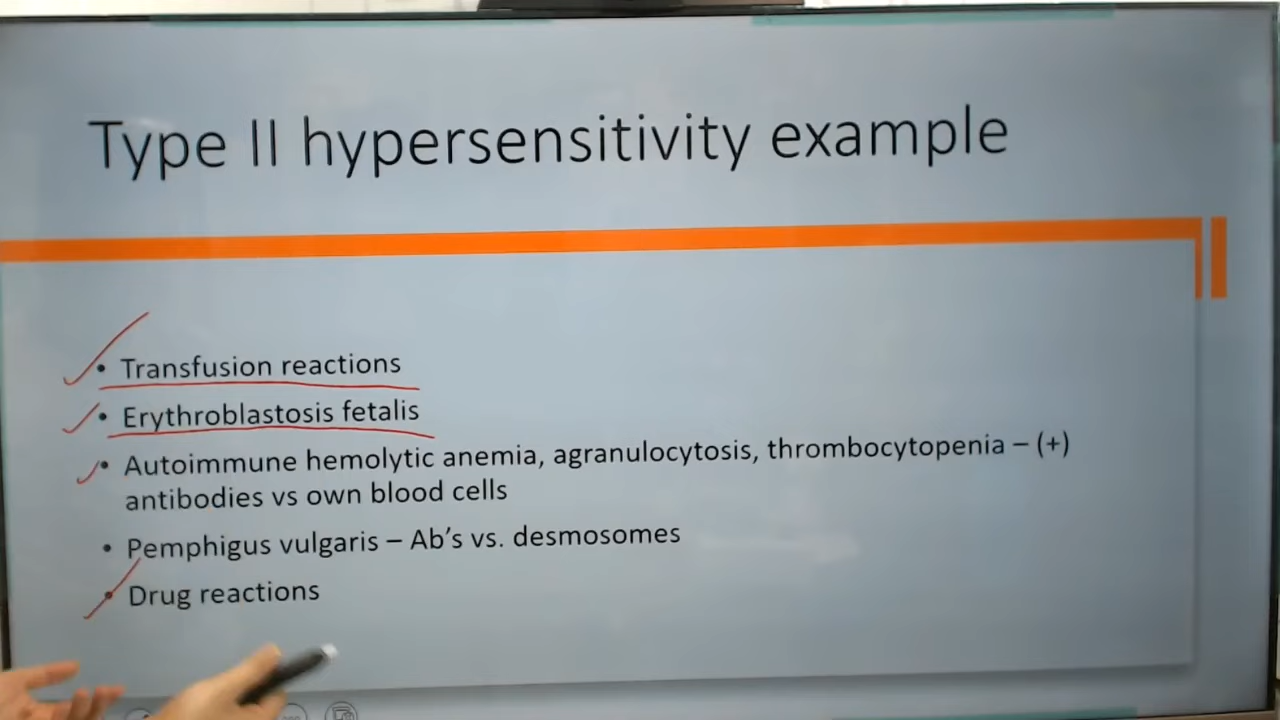 Type II hypersensitivity example
• Transfusion reactions
• Erythroblastosis fetalis
• Autoimmune hemolytic anemia, agranulocytosis, thrombocytopenia – (+)
antibodies vs own blood cells
• Pemphigus vulgaris – Ab's vs. desmosomes
• Drug reactions